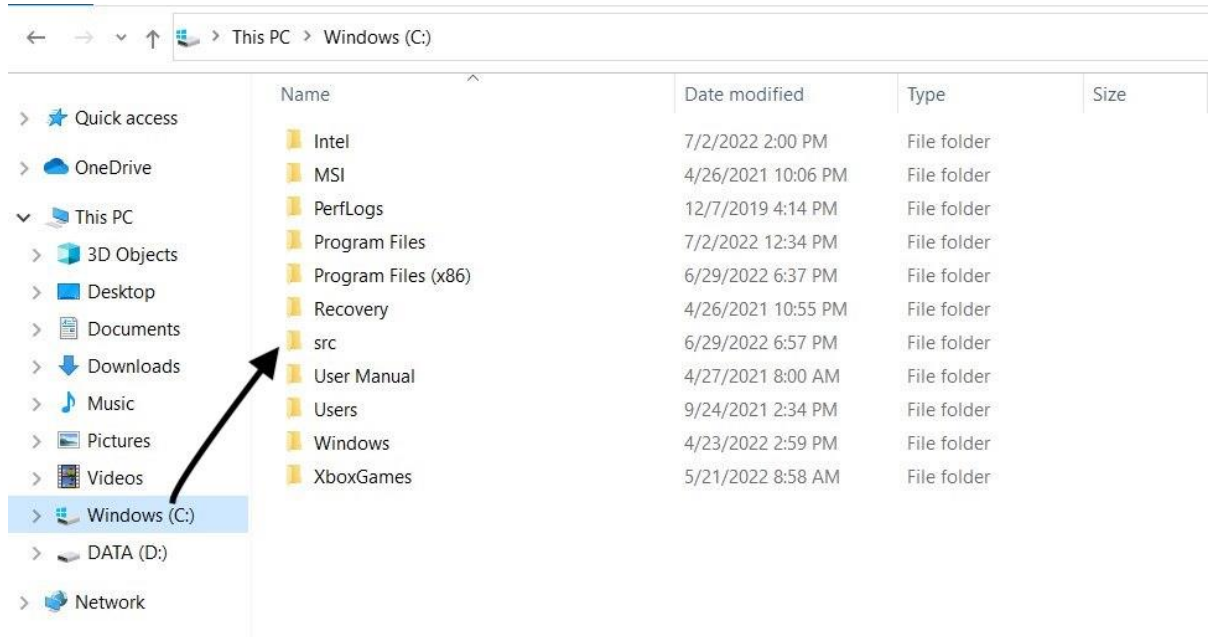 This PC > Windows (C:)
Name Date modified Type Size
Quick access
OneDrive
This PC
3D Objects
Desktop
Documents
Downloads
Music
Pictures
Videos
Windows (C:)
DATA (D:)
Network
Intel 7/2/2022 2:00 PM File folder
MSI 4/26/2021 10:06 PM File folder
PerfLogs 12/7/2019 4:14 PM File folder
Program Files 7/2/2022 12:34 PM File folder
Program Files (x86) 6/29/2022 6:37 PM File folder
Recovery 4/26/2021 10:55 PM File folder
src 6/29/2022 6:57 PM File folder
User Manual 4/27/2021 8:00 AM File folder
Users 9/24/2021 2:34 PM File folder
Windows 4/23/2022 2:59 PM File folder
XboxGames 5/21/2022 8:58 AM File folder